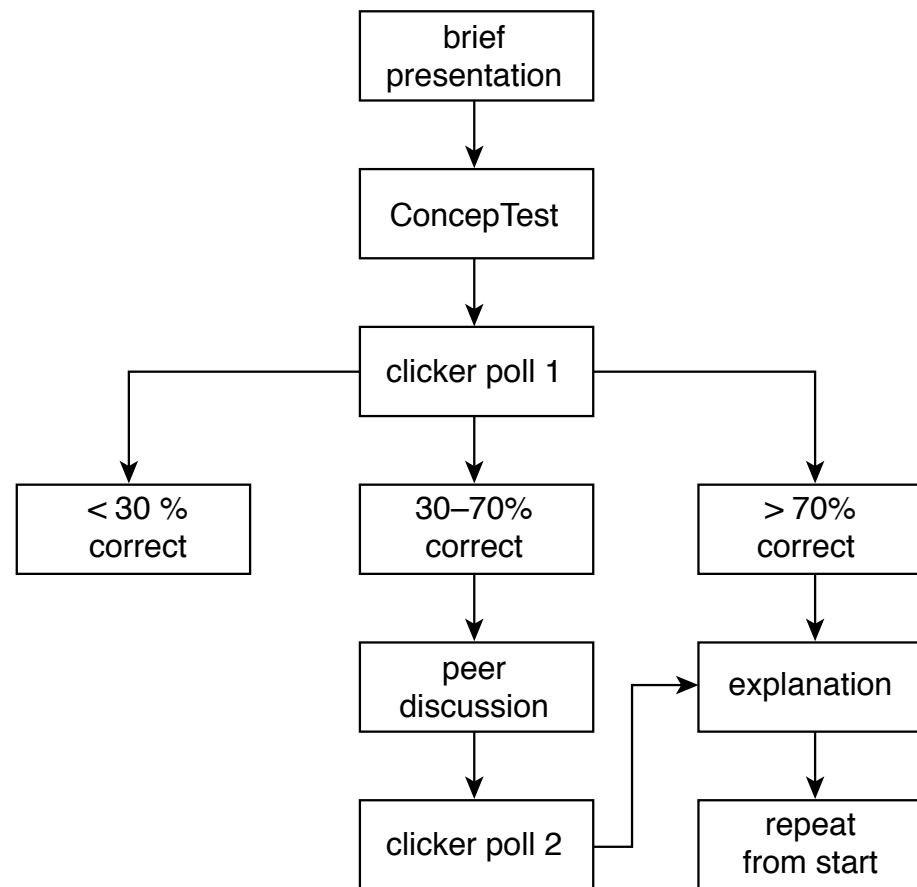 brief
presentation
ConcepTest
clicker poll 1
< 30 %
correct
30–70%
correct
> 70%
correct
peer
discussion
explanation
clicker poll 2
repeat
from start